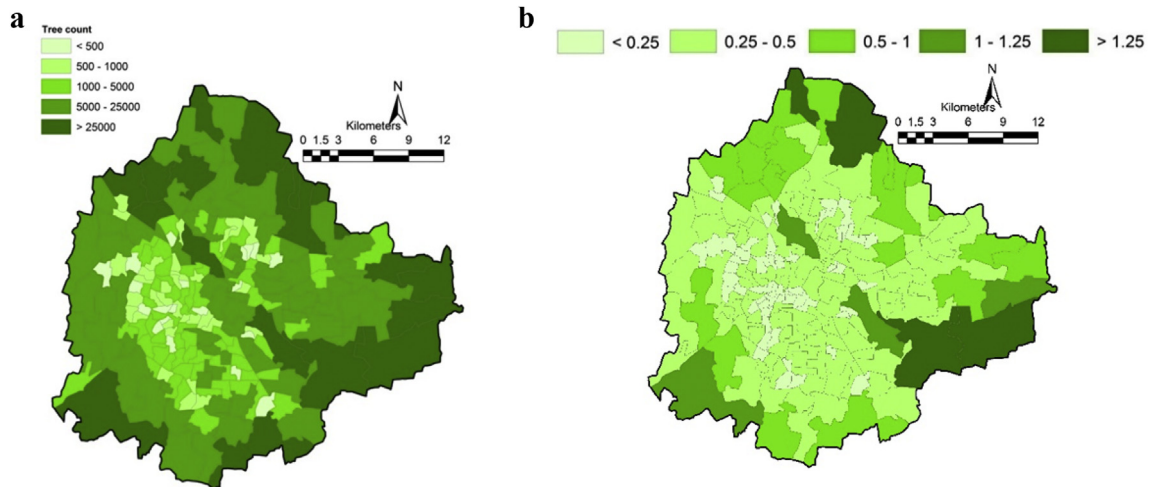 a
Tree count
< 500
500 - 1000
1000 - 5000
5000 - 25000
> 25000
N
Kilometers
0 1.5 3 6 9 12
b
< 0.25 0.25 - 0.5 0.5 - 1 1 - 1.25 > 1.25
N
Kilometers
0 1.5 3 6 9 12